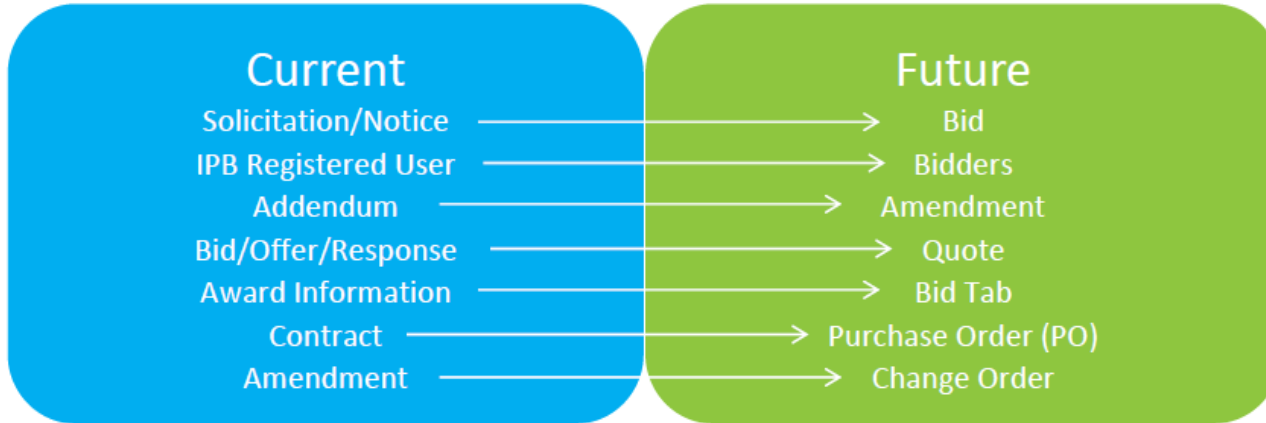 Current
Future
Solicitation/Notice
Bid
IPB Registered User
Bidders
Addendum
Amendment
Bid/Offer/Response
Quote
Award Information
Bid Tab
Contract
Purchase Order (PO)
Amendment
Change Order